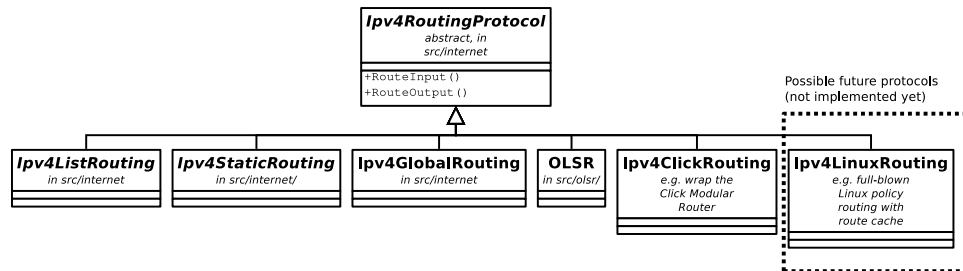 Ipv4RoutingProtocol
abstract, in
src/internet
+RouteInput()
+RouteOutput()
Possible future protocols
(not implemented yet)
Ipv4ListRouting
in src/internet
Ipv4StaticRouting
in src/internet/
Ipv4GlobalRouting
in src/internet
OLSR
in src/olsr/
Ipv4ClickRouting
e.g. wrap the
Click Modular
Router
Ipv4LinuxRouting
e.g. full-blown
Linux policy
routing with
route cache